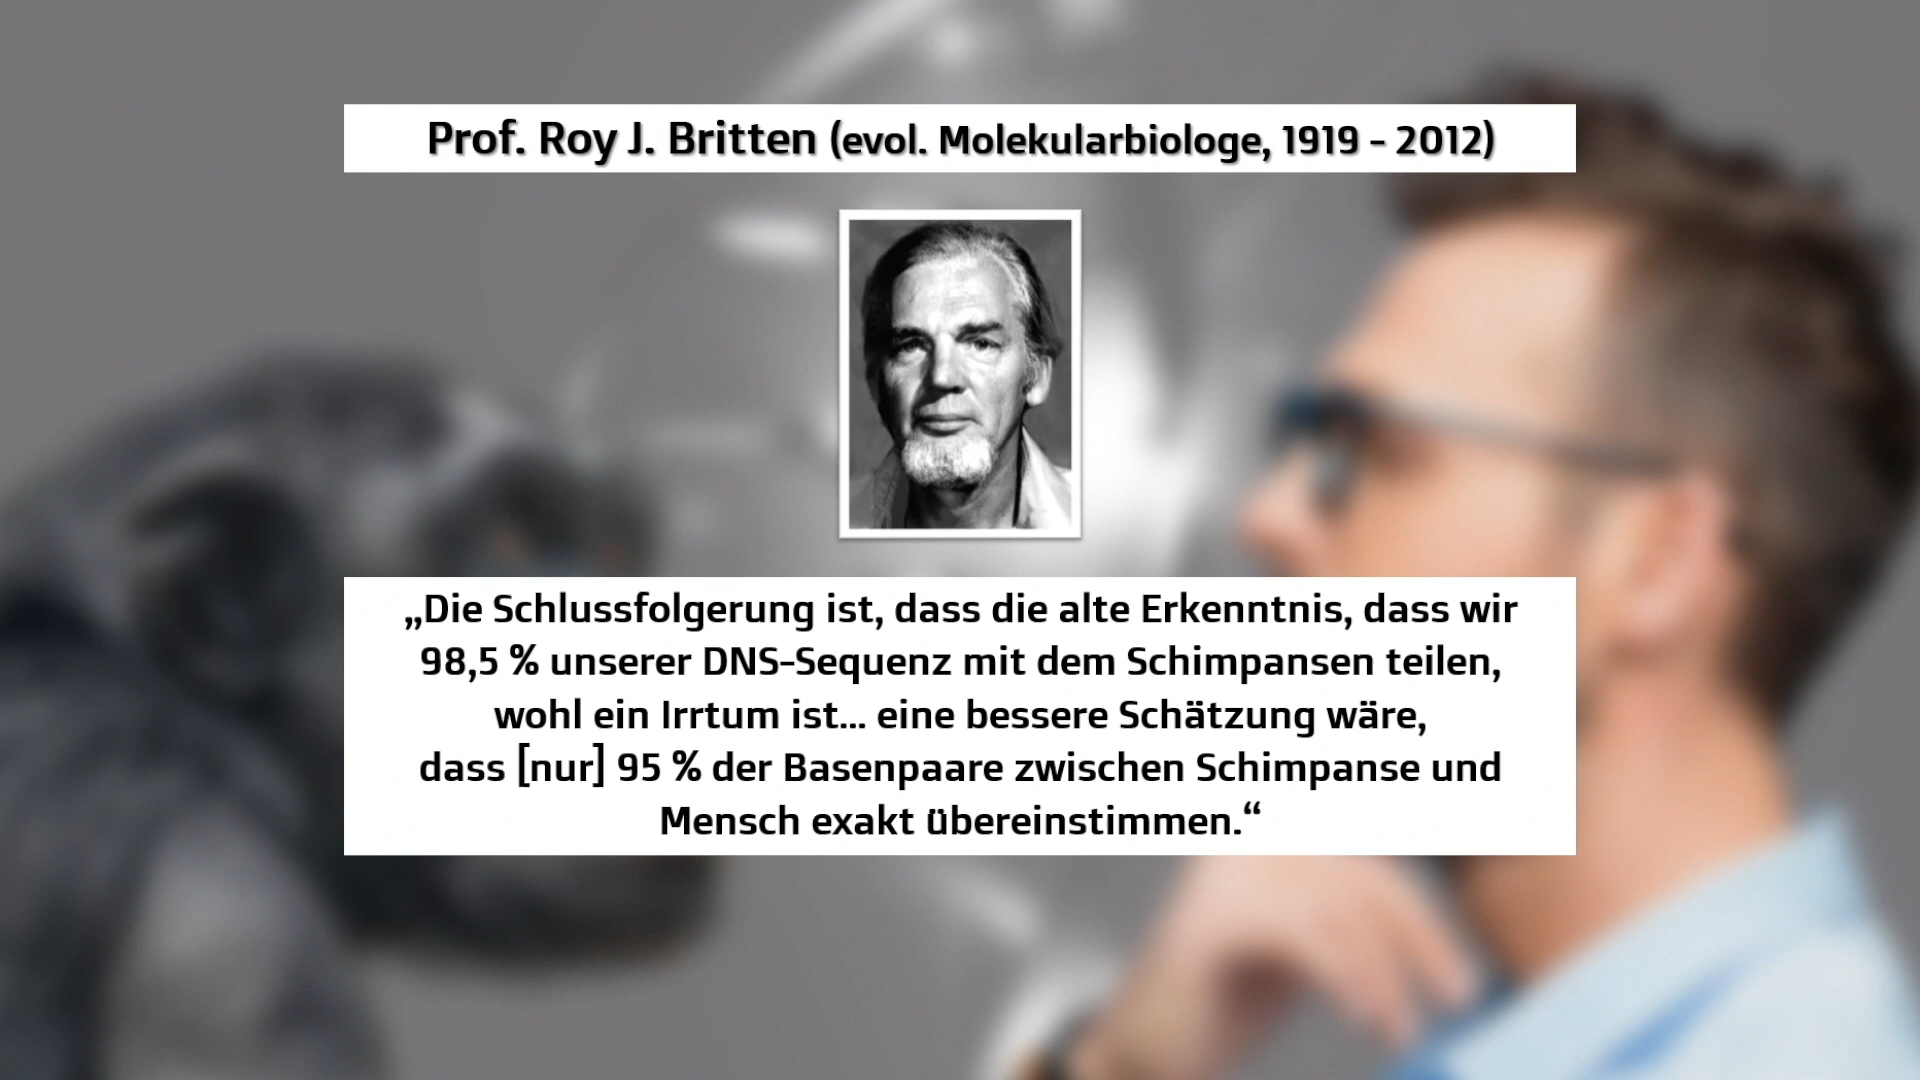 Prof. Roy J. Britten (evol. Molekularbiologe, 1919 - 2012)
„Die Schlussfolgerung ist, dass die alte Erkenntnis, dass wir
98,5 % unserer DNS-Sequenz mit dem Schimpansen teilen,
wohl ein Irrtum ist... eine bessere Schätzung wäre,
dass [nur] 95 % der Basenpaare zwischen Schimpanse und
Mensch exakt übereinstimmen.“